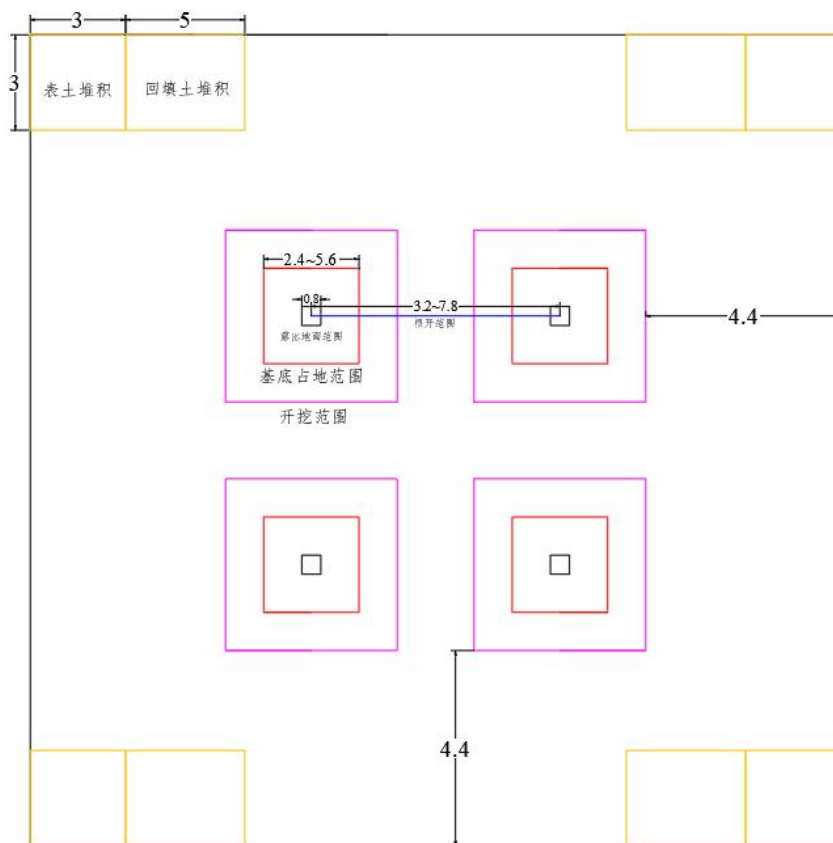 3
5
3
表土堆积
回填土堆积
2.4~5.6
0.8
3.2~7.8
根开范围
露出地面范围
4.4
基底占地范围
开挖范围
4.4